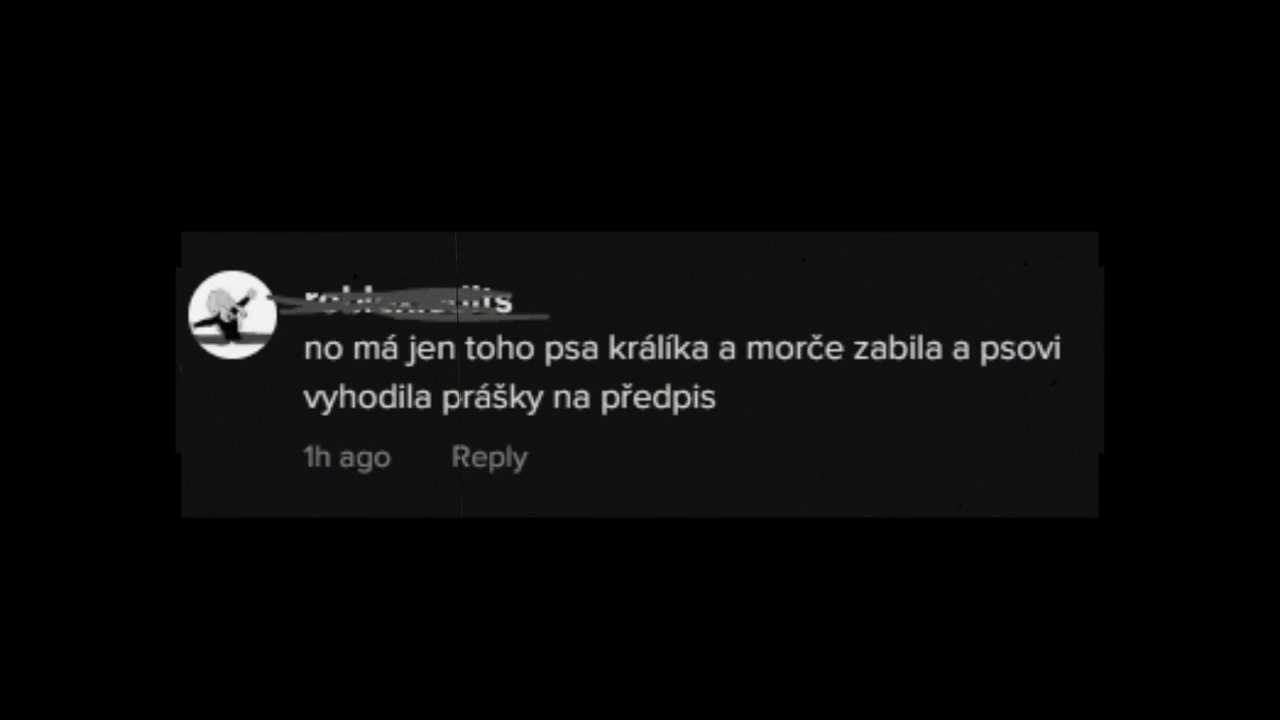 no má jen toho psa králíka a morče zabila a psovi
vyhodila prášky na předpis
1h ago Reply